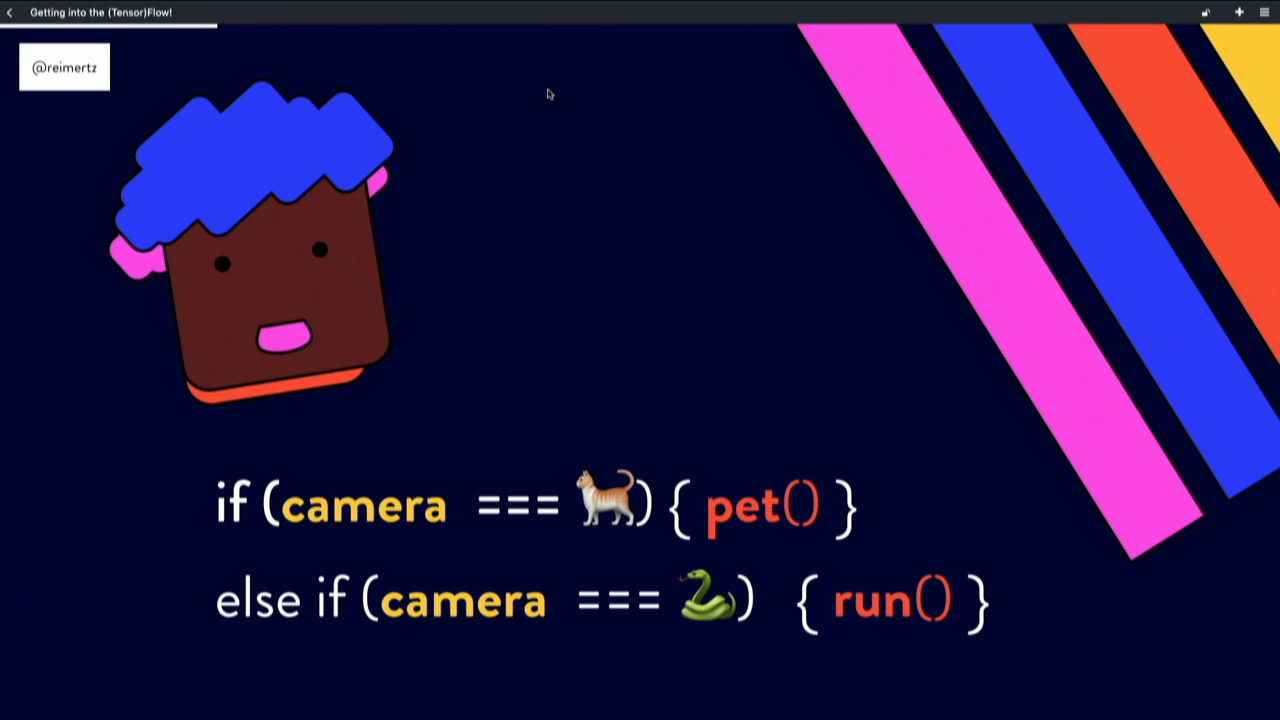 Getting into the (Tensor)Flow!
@reimertz
if (camera === 🐈) { pet() }
else if (camera === 🐍) { run() }